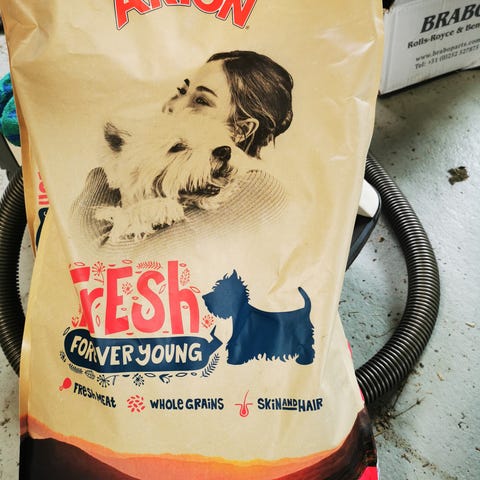 ARION
BRABO
Rolls-Royce & Ben
www.braboparts.com
FRESH
FOREVER YOUNG
FRESH MEAT
WHOLE GRAINS
SKIN AND HAIR